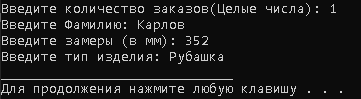 Введите количество заказов(Целые числа): 1
Введите Фамилию: Карлов
Введите замеры (в мм): 352
Введите тип изделия: Рубашка
_____________________________
Для продолжения нажмите любую клавишу . . .